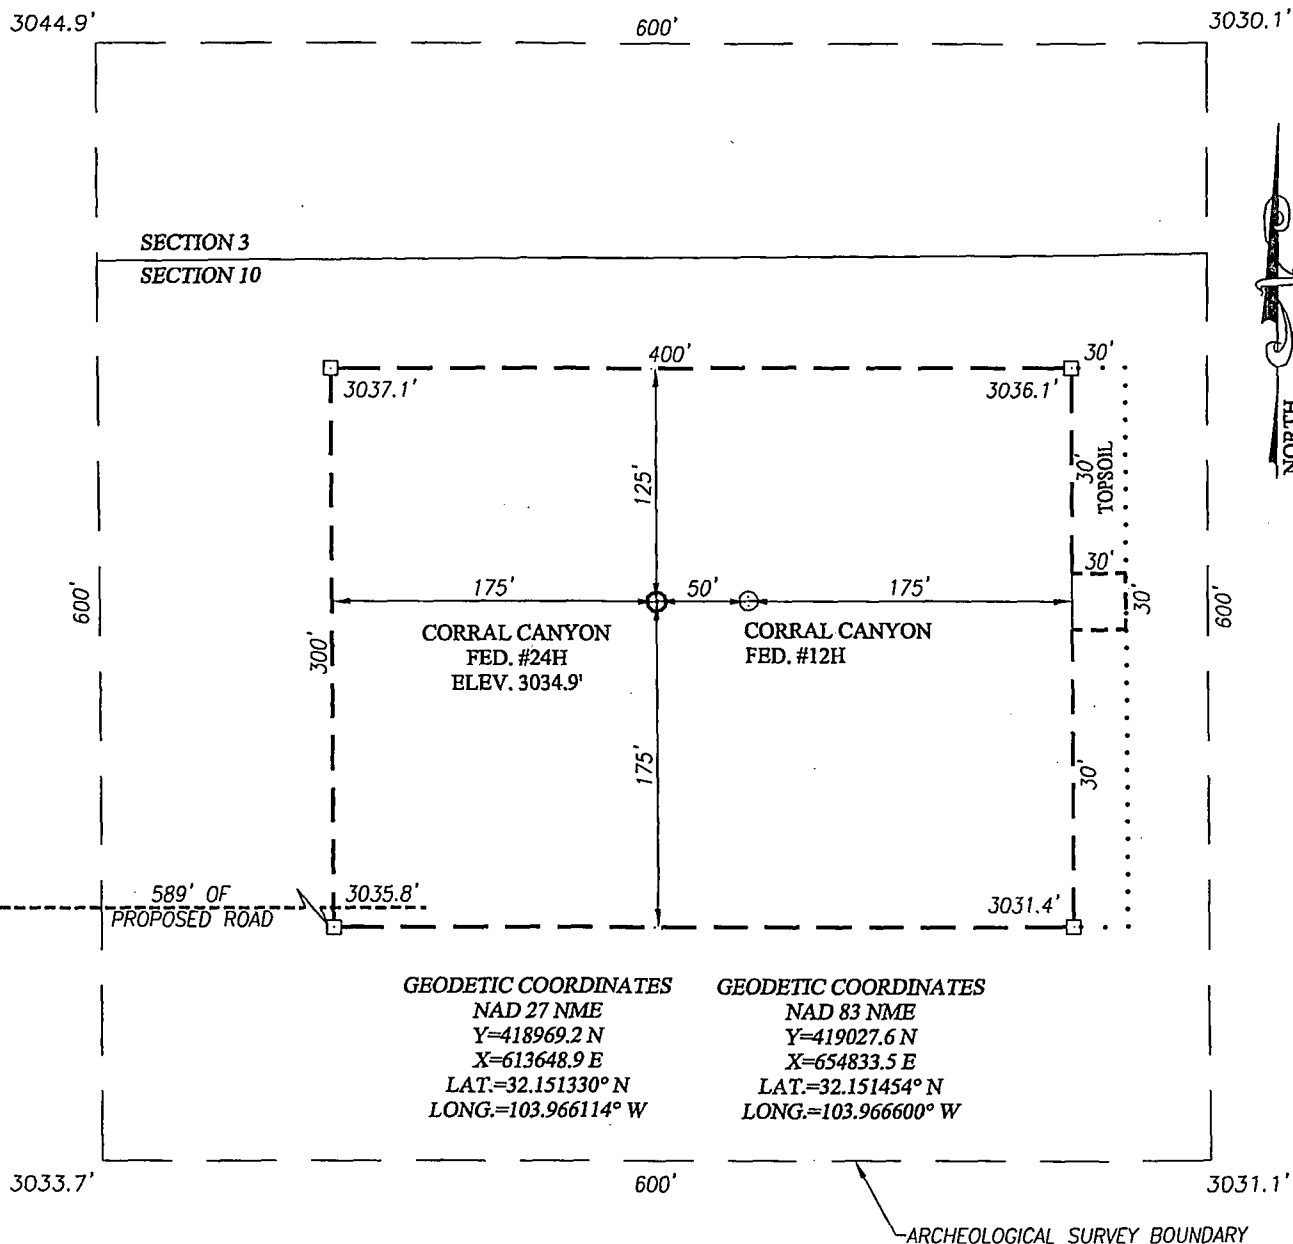 3044.9'
600'
3030.1'
SECTION 3
SECTION 10
NORTH
400'
30'
3037.1'
3036.1'
125'
30'
TOPSOIL
30'
175'
50'
175'
30'
600'
600'
300'
CORRAL CANYON
FED. #24H
ELEV. 3034.9'
CORRAL CANYON
FED. #12H
175'
30'
589' OF
PROPOSED ROAD
3035.8'
3031.4'
GEODETIC COORDINATES
NAD 27 NME
Y=418969.2 N
X=613648.9 E
LAT.=32.151330° N
LONG.=103.966114° W
GEODETIC COORDINATES
NAD 83 NME
Y=419027.6 N
X=654833.5 E
LAT.=32.151454° N
LONG.=103.966600° W
3033.7'
600'
3031.1'
ARCHEOLOGICAL SURVEY BOUNDARY